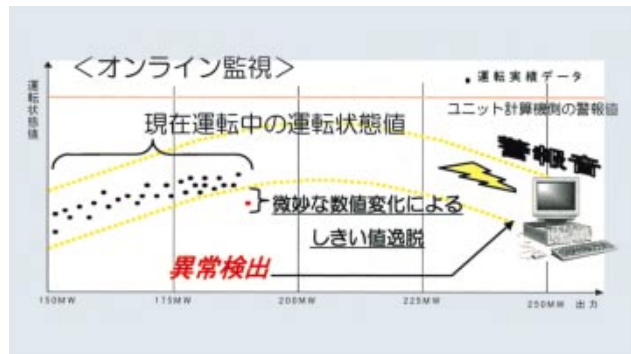 ＜オンライン監視＞
・運転実績データ
運転状態値
ユニット計算機側の警報値
現在運転中の運転状態値
警報音
微妙な数値変化による
しきい値逸脱
異常検出
150MW 175MW 200MW 225MW 250MW 出力